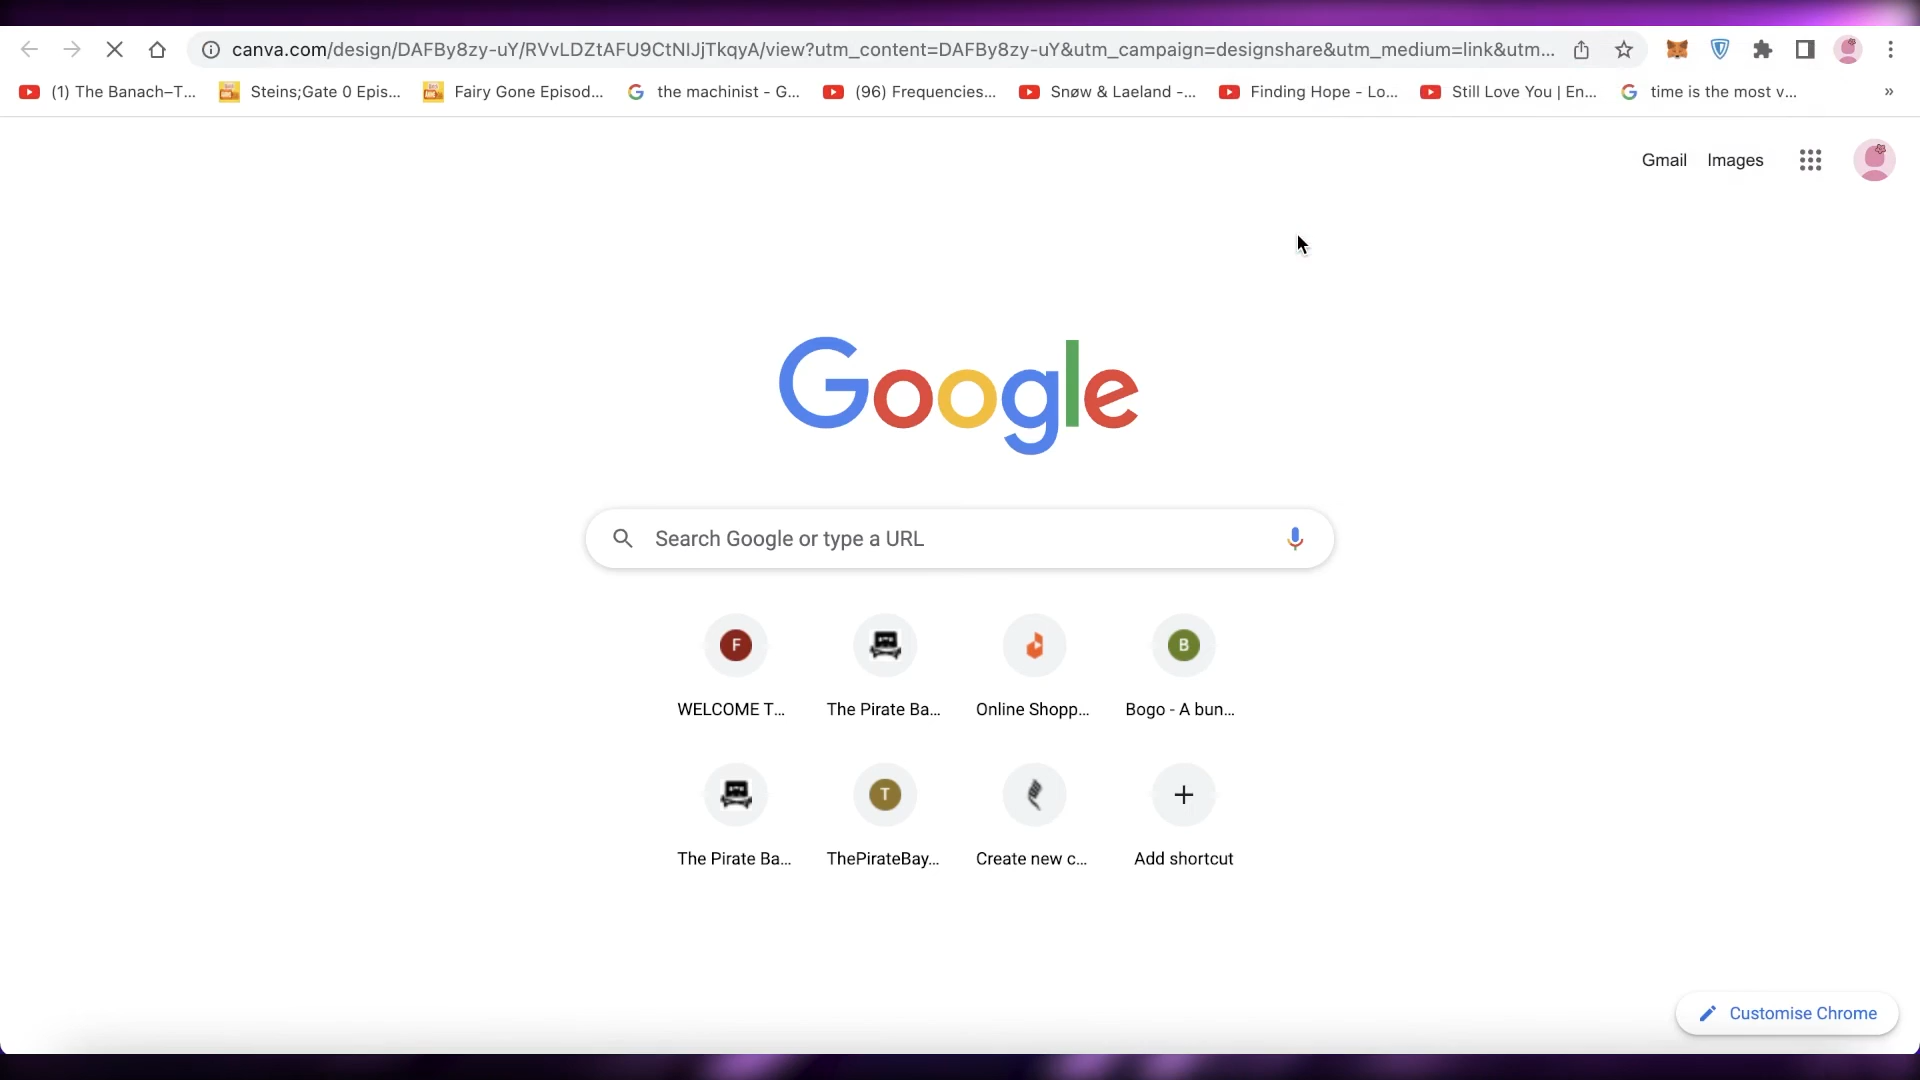 canva.com/design/DAFBy8zy-uY/RVvLDZtAFU9CtNIJjTkqyA/view?utm_content=DAFBy8zy-uY&utm_campaign=designshare&utm_medium=link&utm...
(1) The Banach–T... Steins;Gate 0 Epis... Fairy Gone Episod... the machinist - G... (96) Frequencies... Snøw & Laeland -... Finding Hope - Lo... Still Love You | En... time is the most v... »
Gmail Images
Google
Search Google or type a URL
F B
WELCOME T... The Pirate Ba... Online Shopp... Bogo - A bun...
T
The Pirate Ba... ThePirateBay,... Create new c... Add shortcut
Customise Chrome